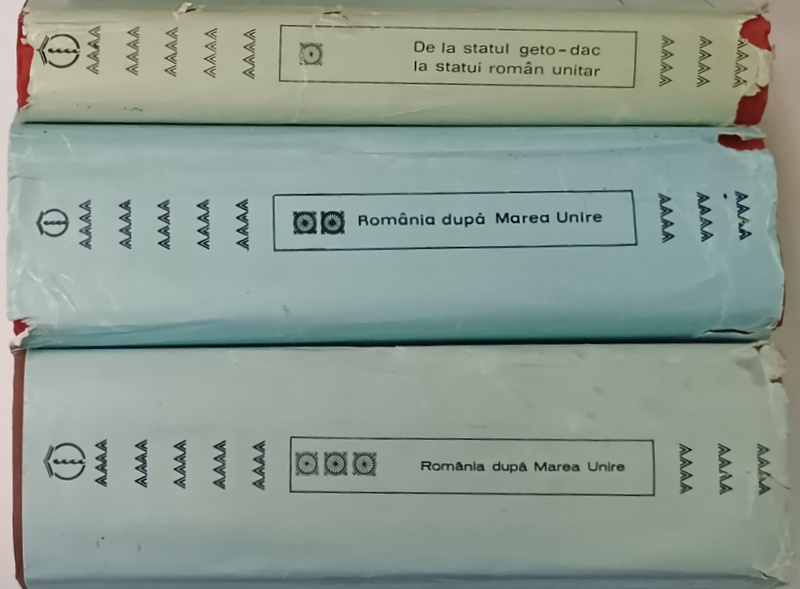 De la statul geto-dac
la statul român unitar
România după Marea Unire
România după Marea Unire